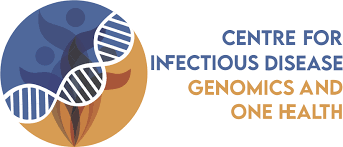 CENTRE FOR
INFECTIOUS DISEASE
GENOMICS AND
ONE HEALTH